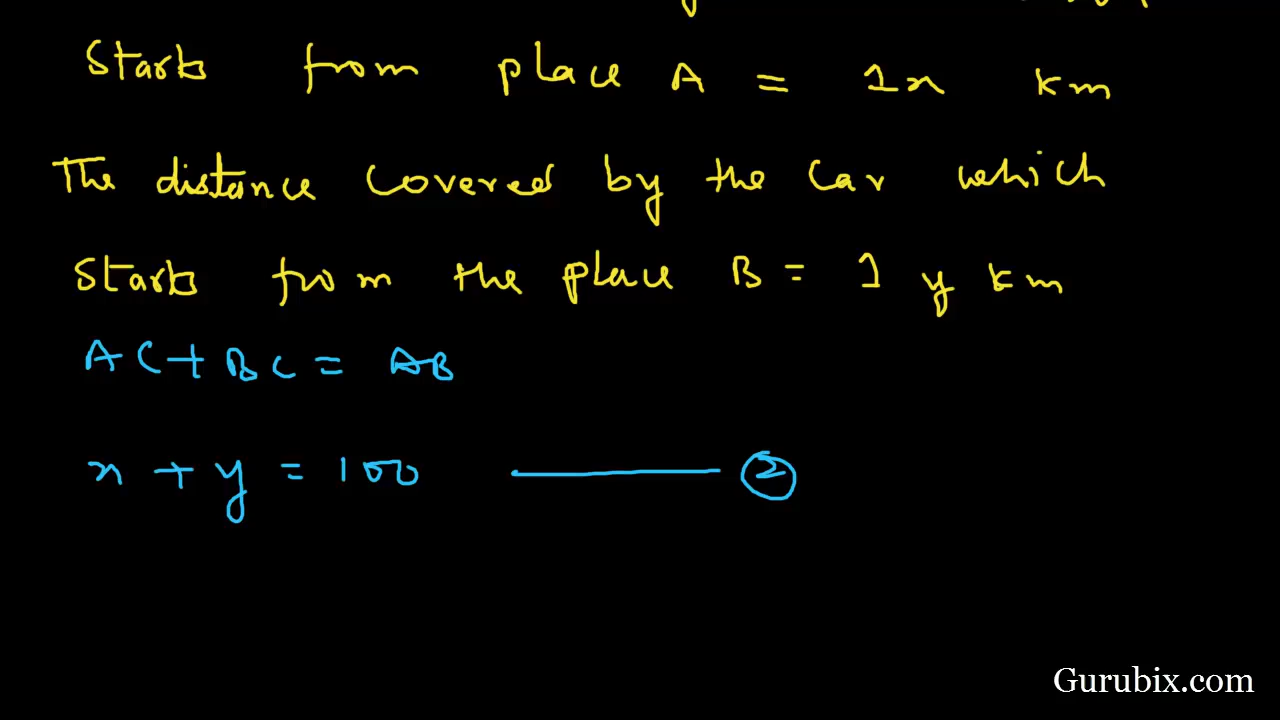 Starts from place A = 1x km
The distance covered by the car which
starts from the place B = 1 y km
AC + BC = AB
x + y = 100 ② 
Gurubix.com